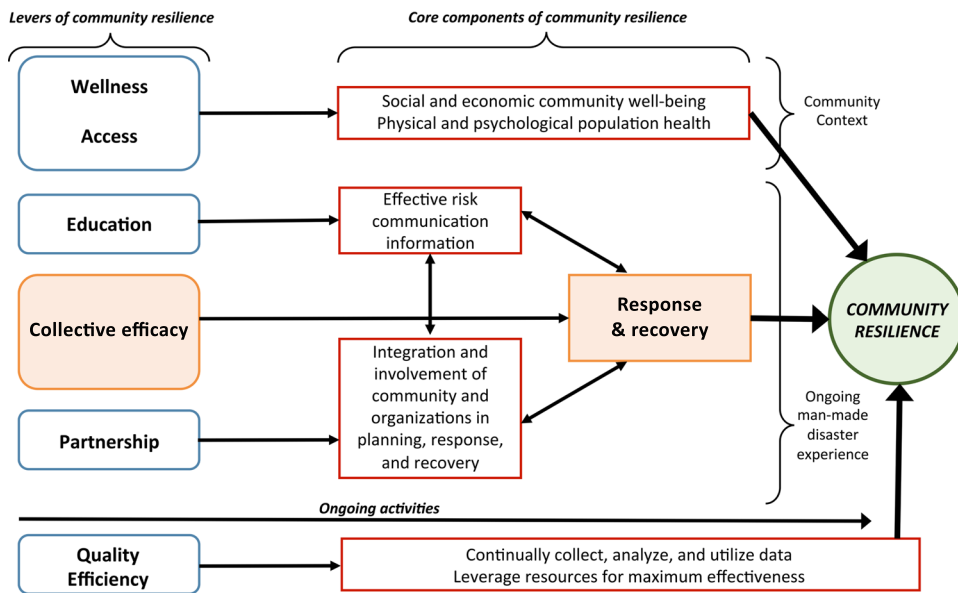 Levers of community resilience
Core components of community resilience
Wellness
Access
Social and economic community well-being
Physical and psychological population health
Community
Context
Education
Effective risk
communication
information
Collective efficacy
Response
& recovery
COMMUNITY
RESILIENCE
Integration and
involvement of
community and
organizations in
planning, response,
and recovery
Partnership
Ongoing
man-made
disaster
experience
Ongoing activities
Quality
Efficiency
Continually collect, analyze, and utilize data
Leverage resources for maximum effectiveness